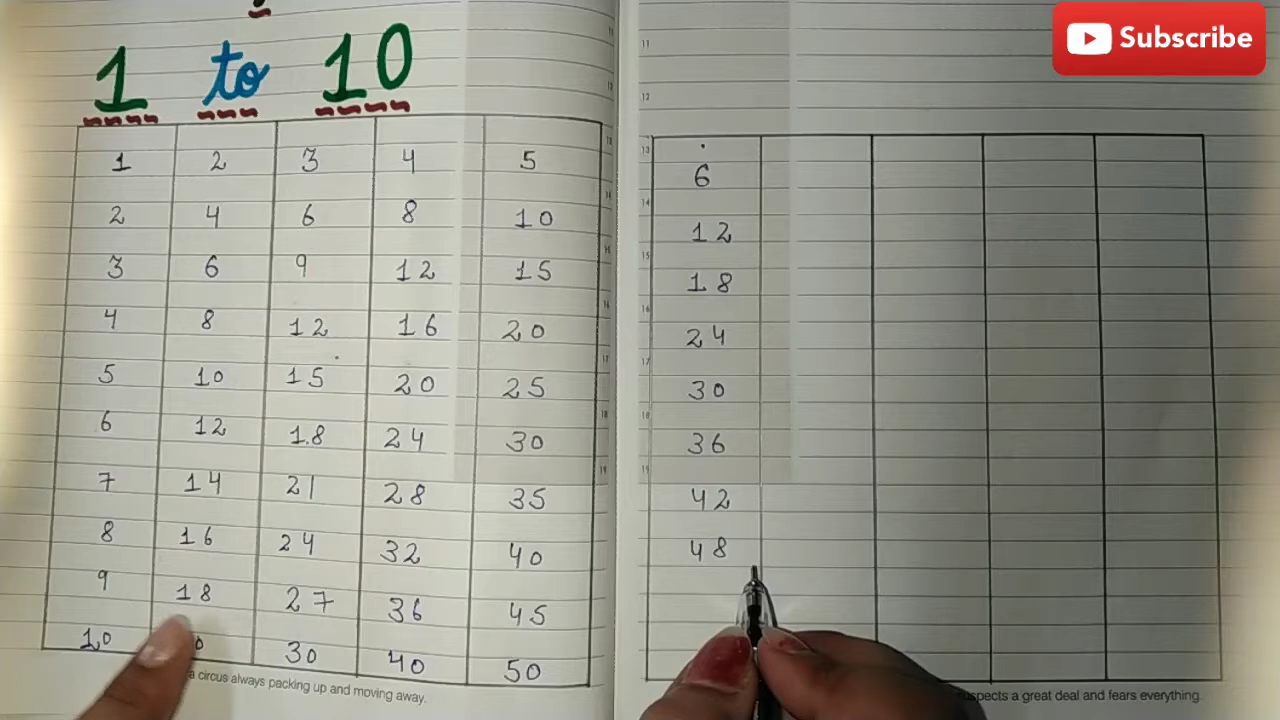 Subscribe
1 to 10
1 2 3 4 5
2 4 6 8 10
3 6 9 12 15
4 8 12 16 20
5 10 15 20 25
6 12 18 24 30
7 14 21 28 35
8 16 24 32 40
9 18 27 36 45
10 0 30 40 50
a circus always packing up and moving away.
11
12
13
14
15
16
17
18
19
6
12
18
24
30
36
42
48
spects a great deal and fears everything